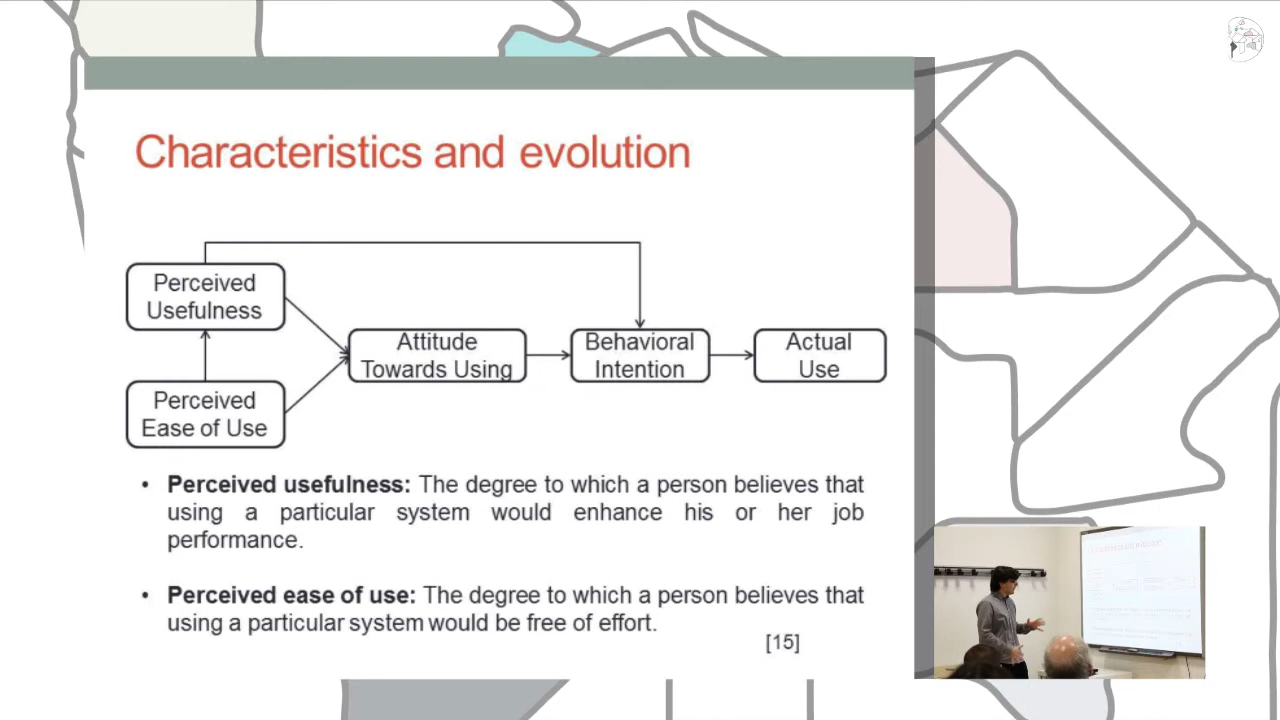 Characteristics and evolution
Perceived
Usefulness
Attitude
Towards Using
Behavioral
Intention
Actual
Use
Perceived
Ease of Use
• Perceived usefulness: The degree to which a person believes that
using a particular system would enhance his or her job
performance.
• Perceived ease of use: The degree to which a person believes that
using a particular system would be free of effort.
[15]